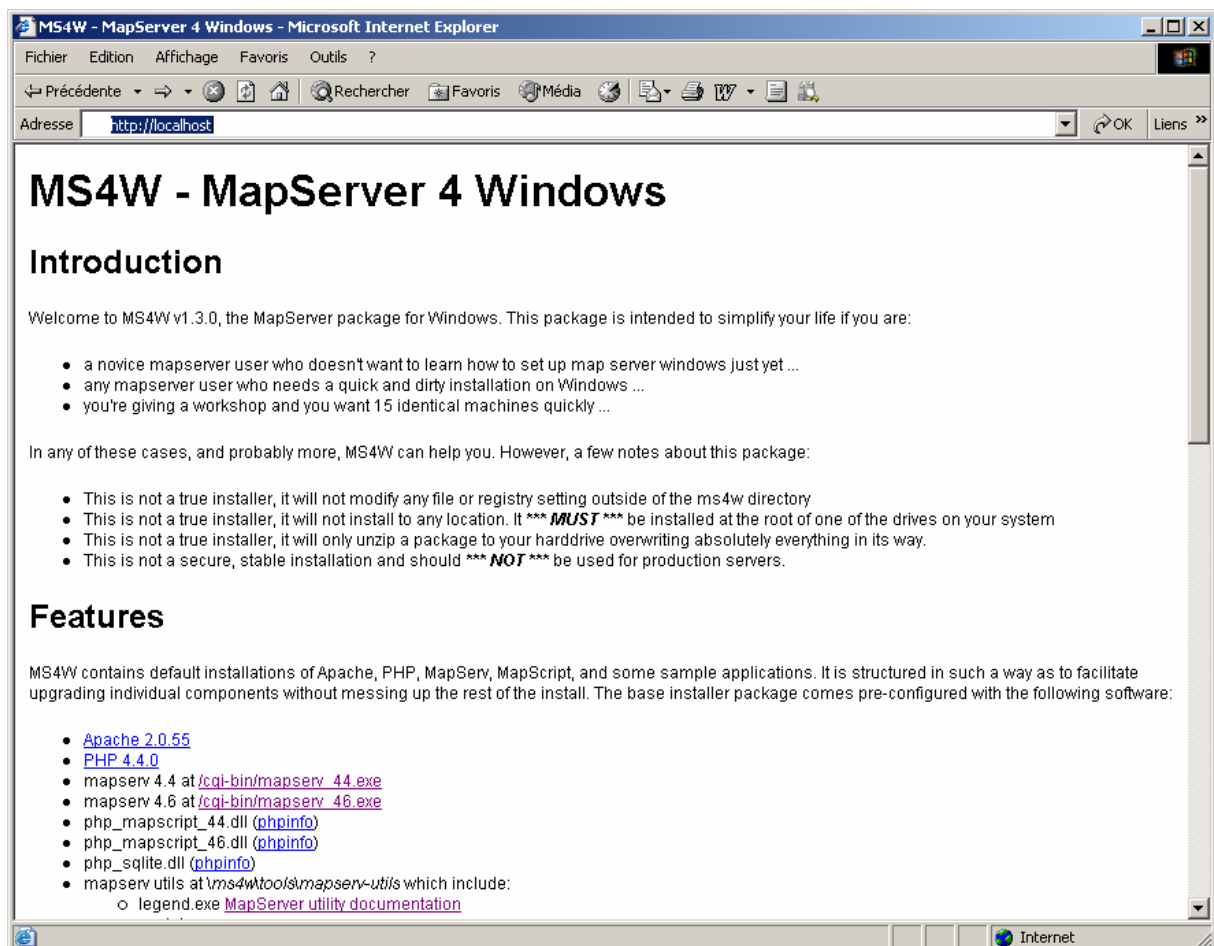 MS4W - MapServer 4 Windows - Microsoft Internet Explorer
Fichier Edition Affichage Favoris Outils ?
Précédente Rechercher Favoris Média
Adresse http://localhost OK Liens »
MS4W - MapServer 4 Windows
Introduction
Welcome to MS4W v1.3.0, the MapServer package for Windows. This package is intended to simplify your life if you are:
• a novice mapserver user who doesn't want to learn how to set up map server windows just yet ...
• any mapserver user who needs a quick and dirty installation on Windows ...
• you're giving a workshop and you want 15 identical machines quickly ...
In any of these cases, and probably more, MS4W can help you. However, a few notes about this package:
• This is not a true installer, it will not modify any file or registry setting outside of the ms4w directory
• This is not a true installer, it will not install to any location. It *** MUST *** be installed at the root of one of the drives on your system
• This is not a true installer, it will only unzip a package to your harddrive overwriting absolutely everything in its way.
• This is not a secure, stable installation and should *** NOT *** be used for production servers.
Features
MS4W contains default installations of Apache, PHP, MapServ, MapScript, and some sample applications. It is structured in such a way as to facilitate
upgrading individual components without messing up the rest of the install. The base installer package comes pre-configured with the following software:
• Apache 2.0.55
• PHP 4.4.0
• mapserv 4.4 at /cgi-bin/mapserv_44.exe
• mapserv 4.6 at /cgi-bin/mapserv_46.exe
• php_mapscript_44.dll (phpinfo)
• php_mapscript_46.dll (phpinfo)
• php_sqlite.dll (phpinfo)
• mapserv utils at \ms4w\tools\mapserv-utils which include:
o legend.exe MapServer utility documentation
Internet